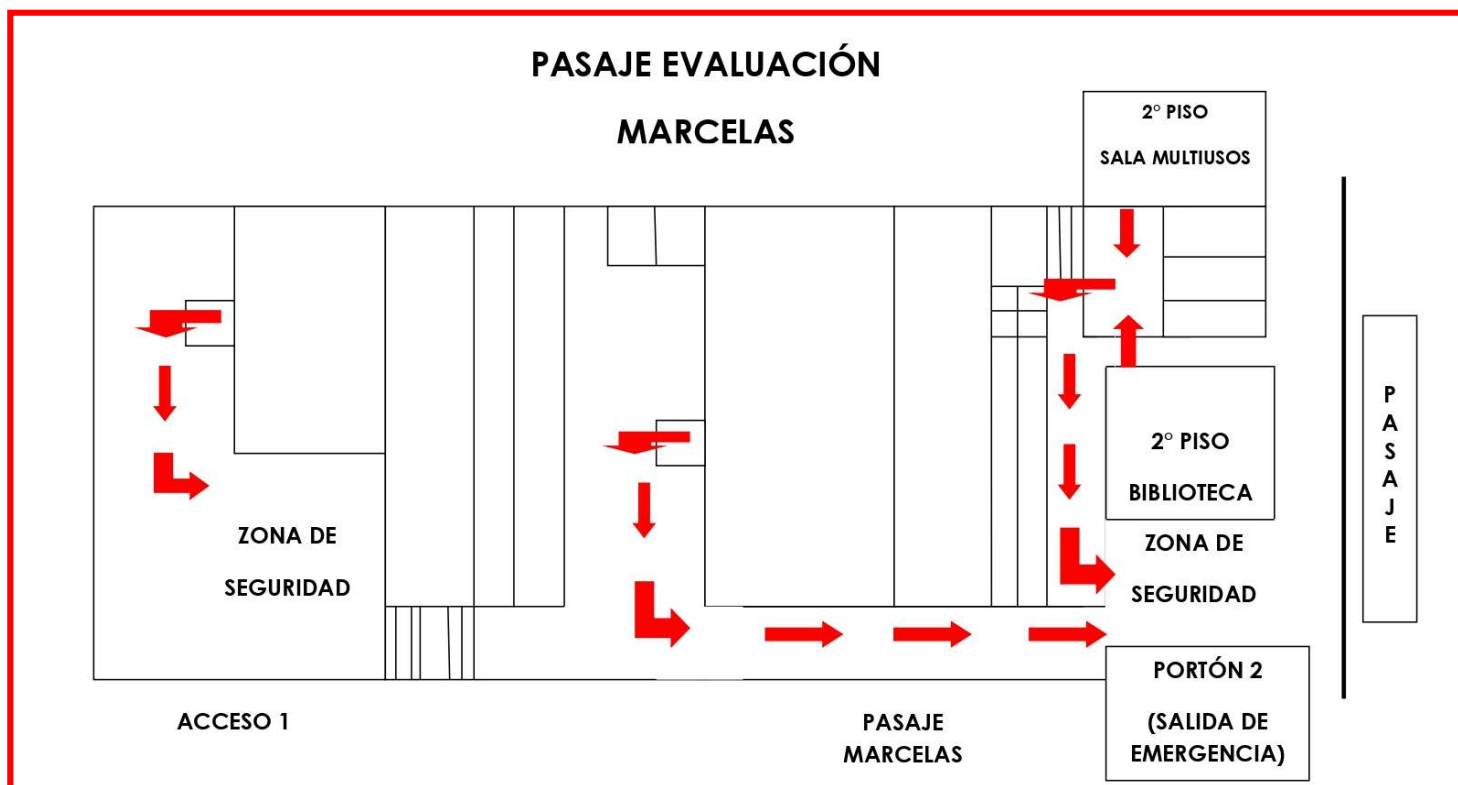 PASAJE EVALUACIÓN
MARCELAS
2° PISO
SALA MULTIUSOS
2° PISO
BIBLIOTECA
PASAJE
ZONA DE
SEGURIDAD
ZONA DE
SEGURIDAD
PORTÓN 2
(SALIDA DE
EMERGENCIA)
ACCESO 1
PASAJE
MARCELAS